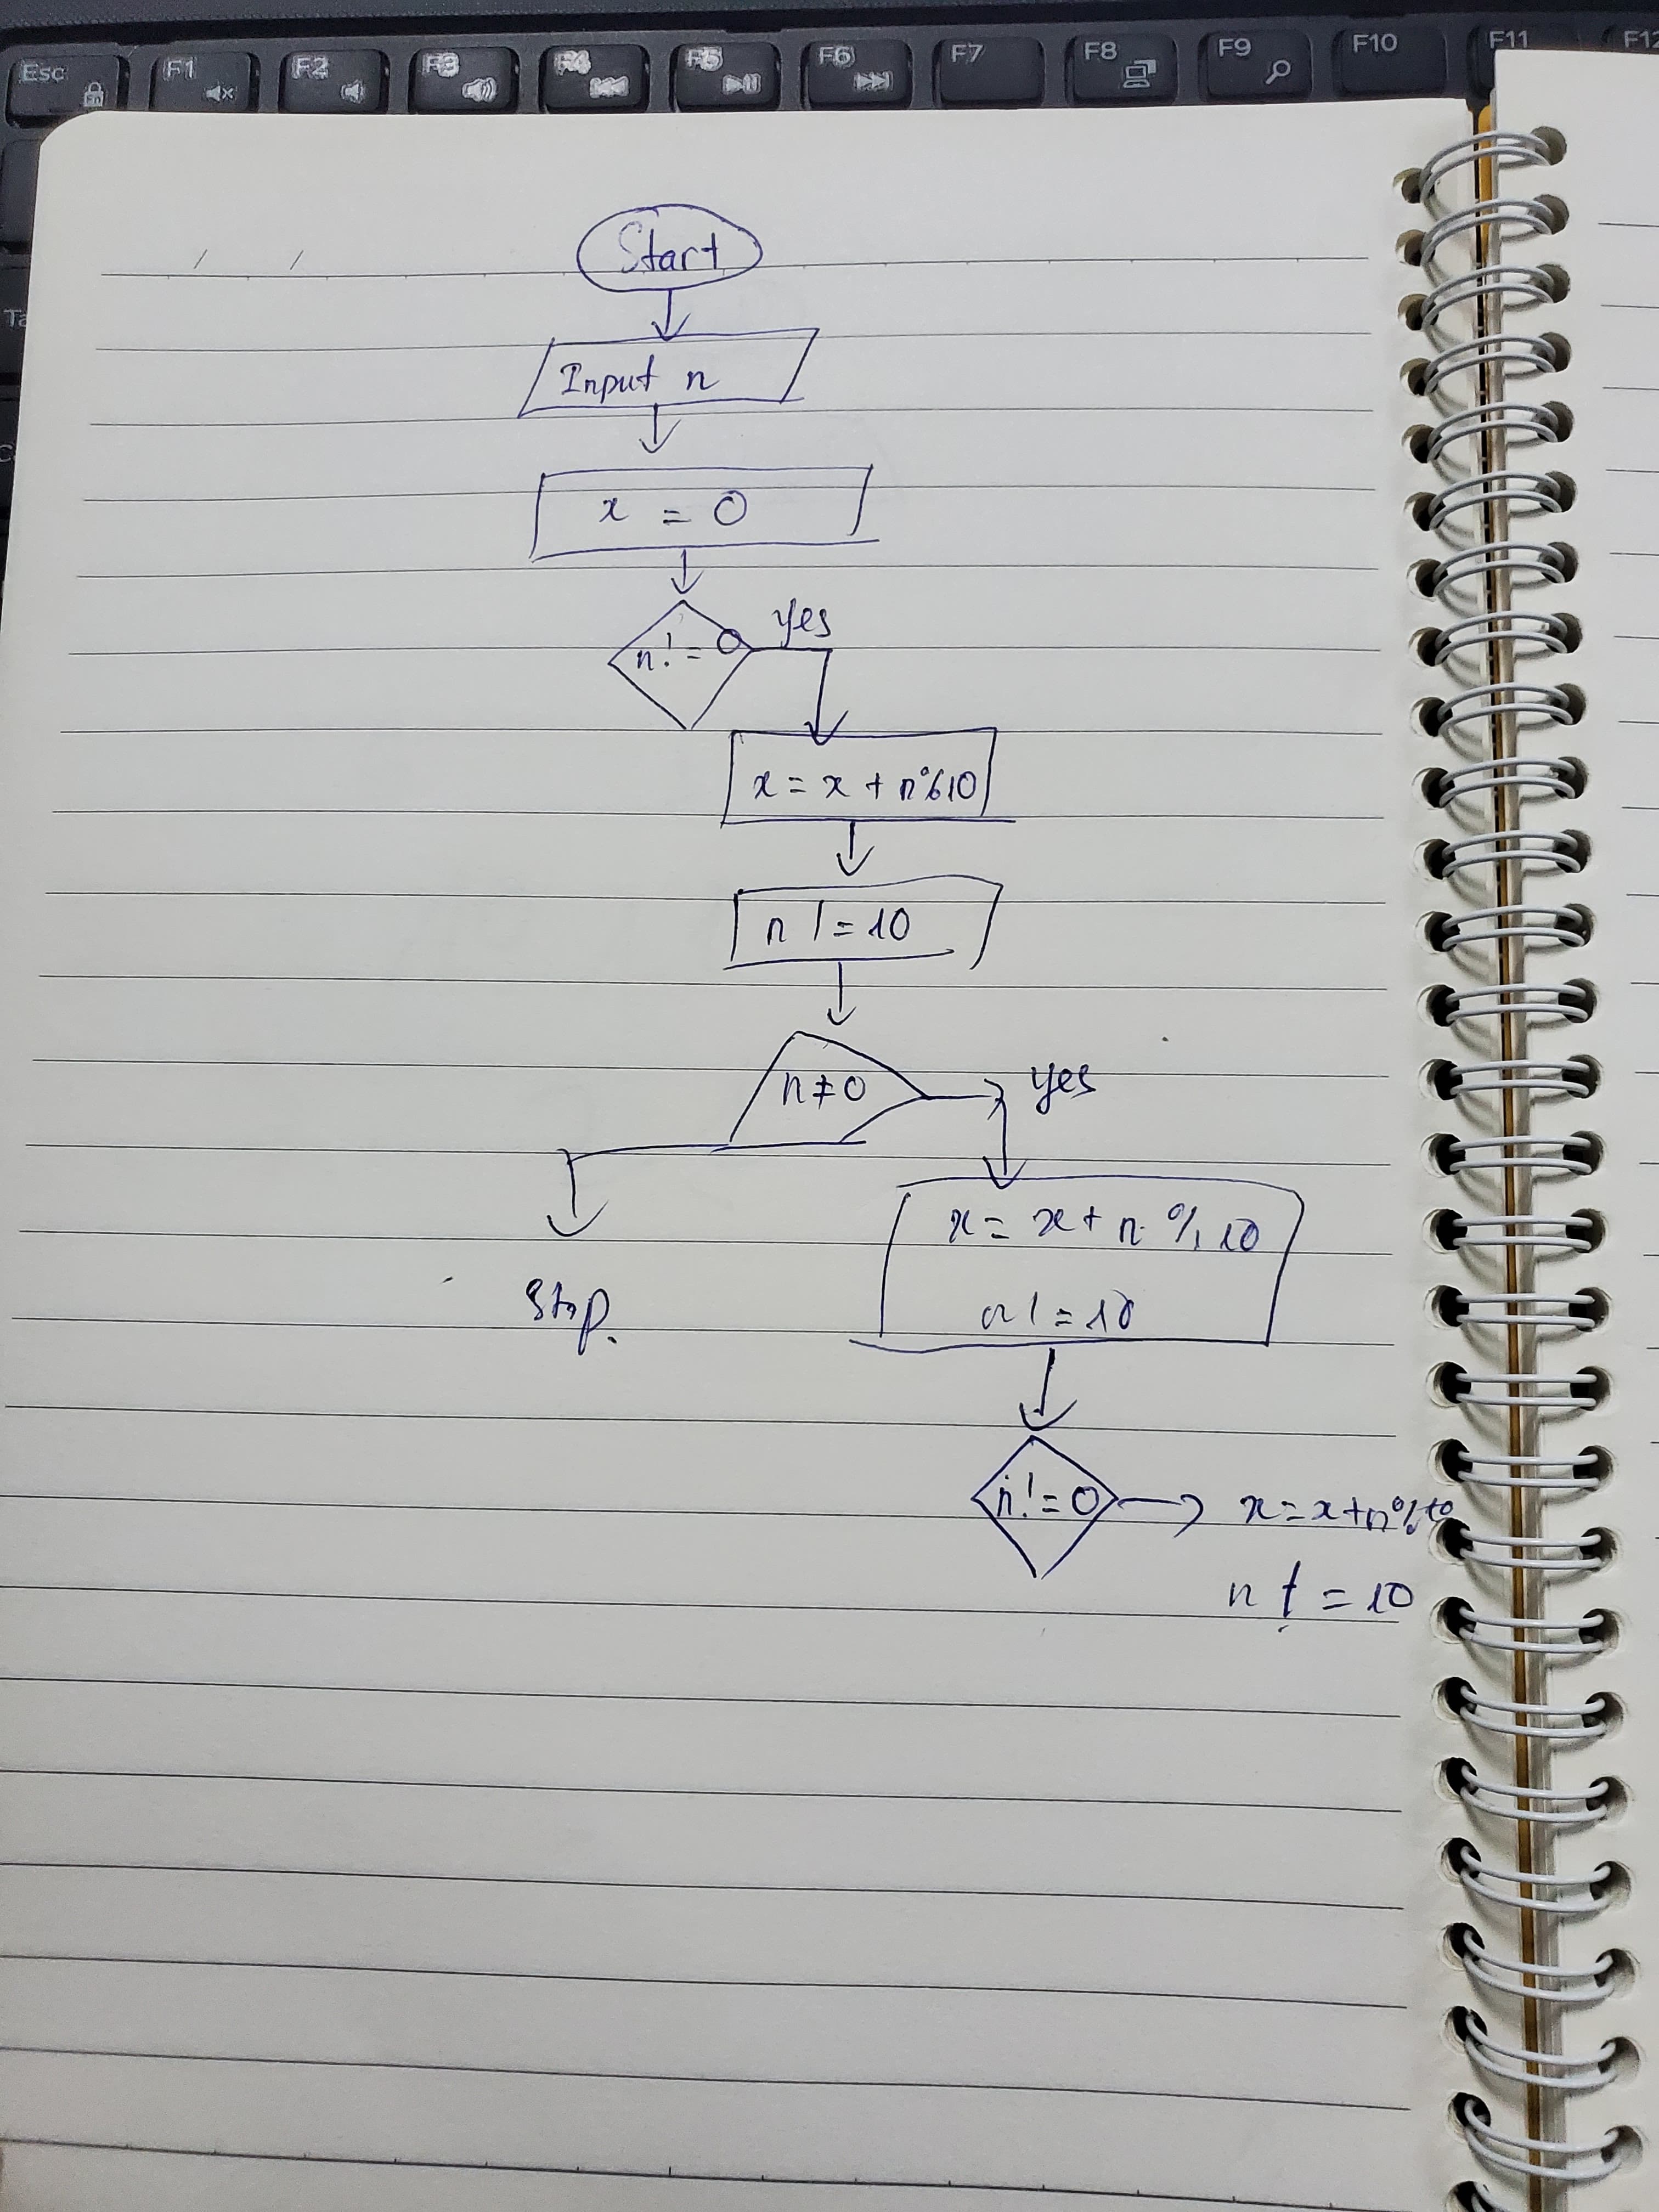 Esc
F1
F2
F3
F4
F5
F6
F7
F8
F9
F10
F11
F12
Fn
Start
Input n
x = 0
n != 0
yes
x = x + n%10
n /= 10
n ≠ 0
yes
x = x + n % 10
n /= 10
Stop.
n != 0
x = x + n % 10
n /= 10